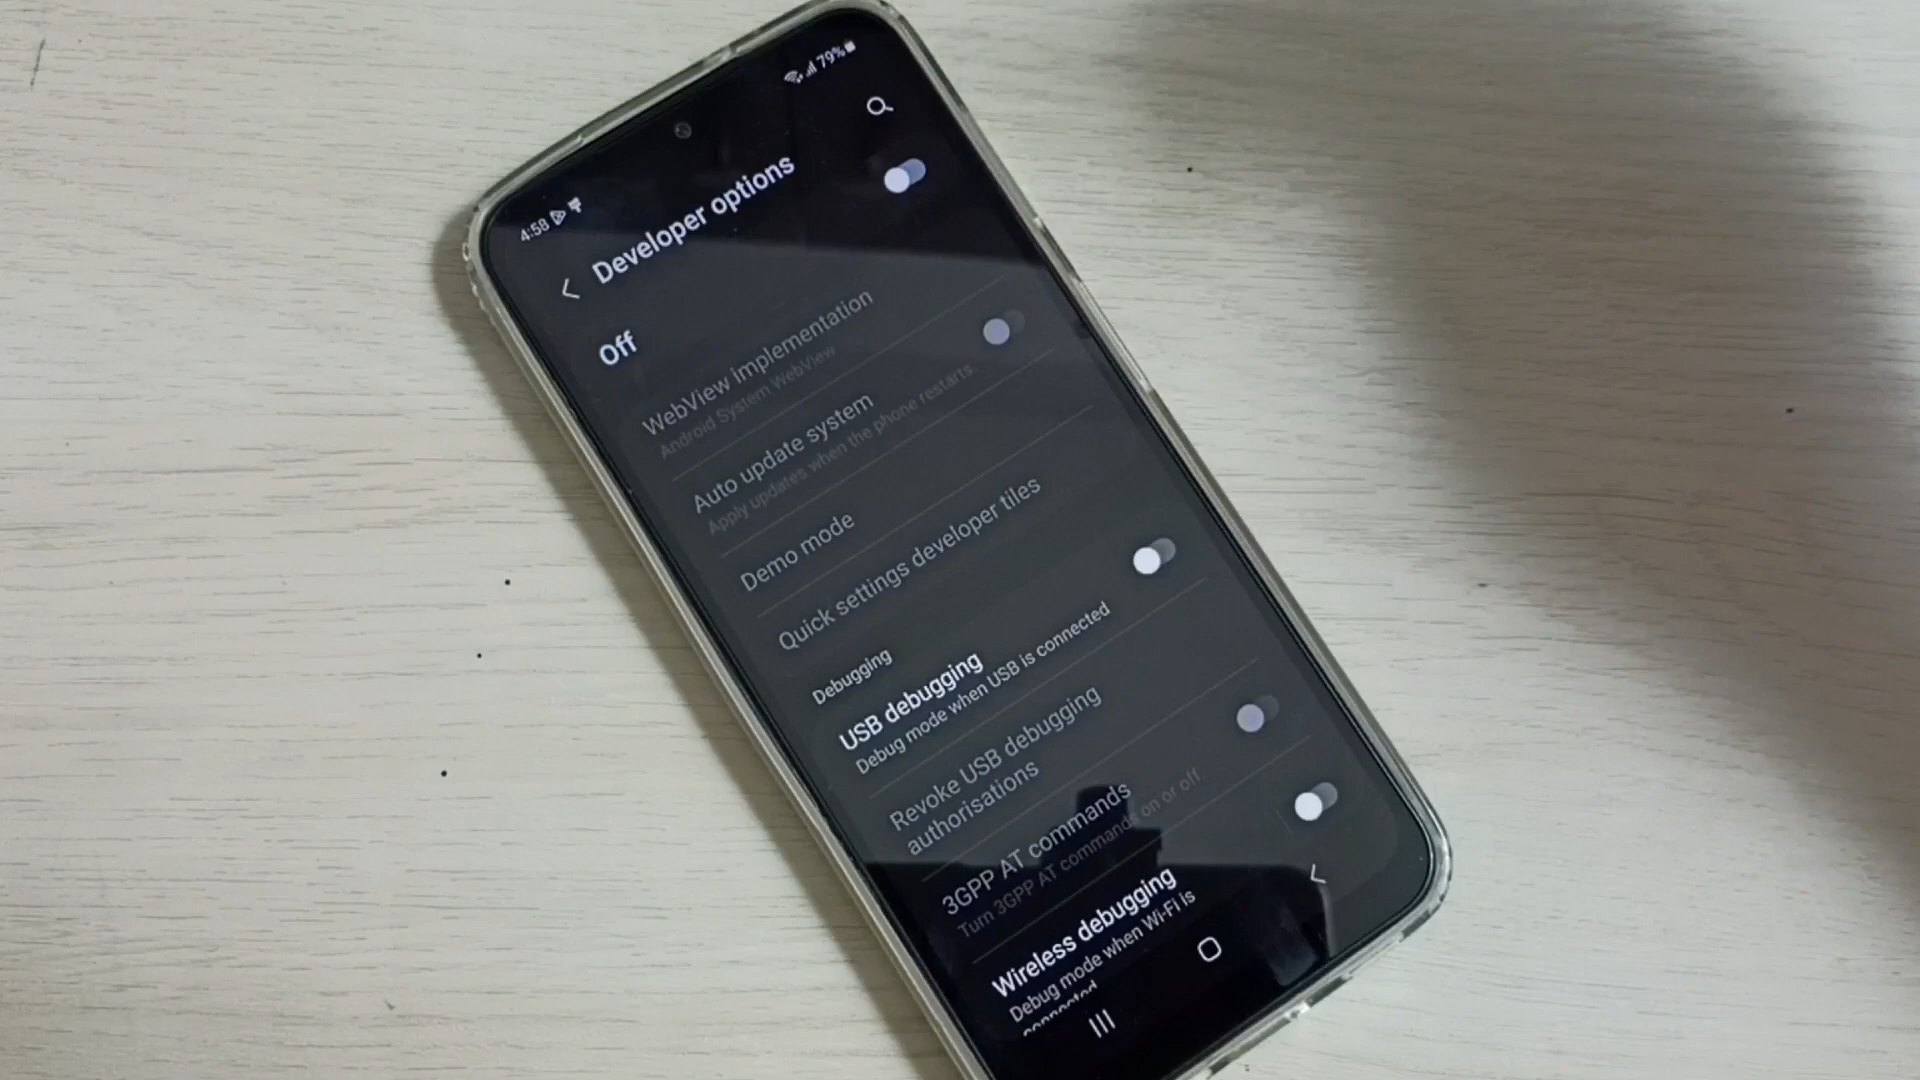 4:58
79%
Developer options
Off
WebView implementation
Android System WebView
Auto update system
Apply updates when the phone restarts.
Demo mode
Quick settings developer tiles
Debugging
USB debugging
Debug mode when USB is connected
Revoke USB debugging
authorisations
3GPP AT commands
Turn 3GPP AT commands on or off.
Wireless debugging
Debug mode when Wi-Fi is
connected